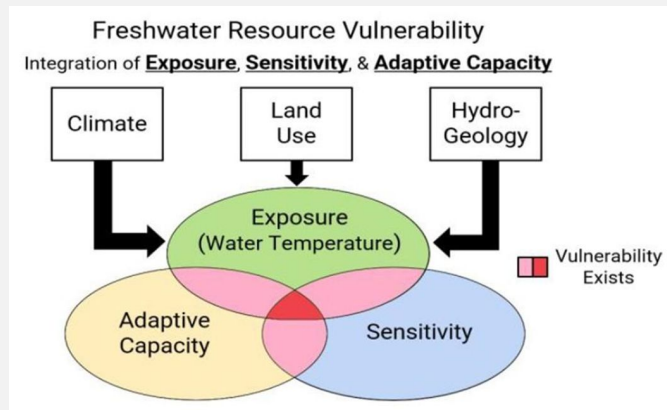 Freshwater Resource Vulnerability
Integration of Exposure, Sensitivity, & Adaptive Capacity
Climate
Land
Use
Hydro-
Geology
Exposure
(Water Temperature)
Vulnerability
Exists
Adaptive
Capacity
Sensitivity